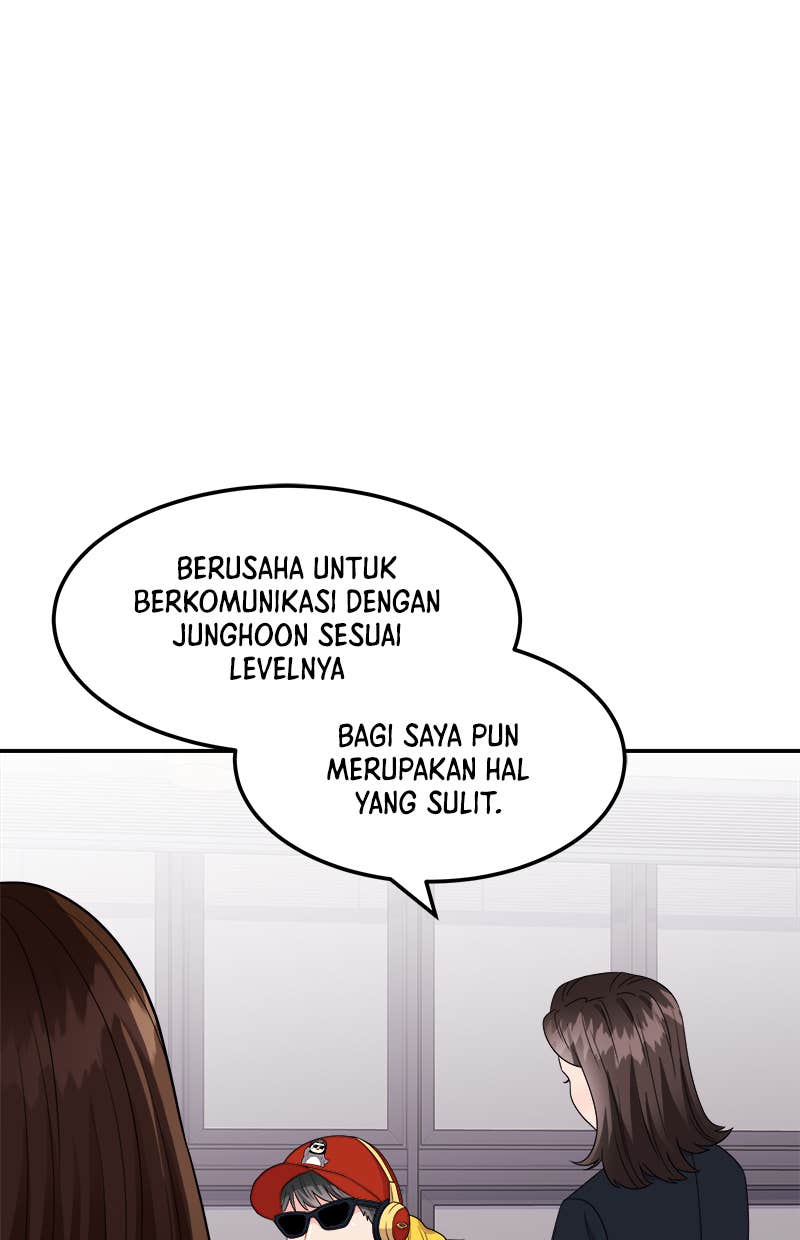 BERUSAHA UNTUK
BERKOMUNIKASI DENGAN
JUNGHOON SESUAI
LEVELNYA
BAGI SAYA PUN
MERUPAKAN HAL
YANG SULIT.